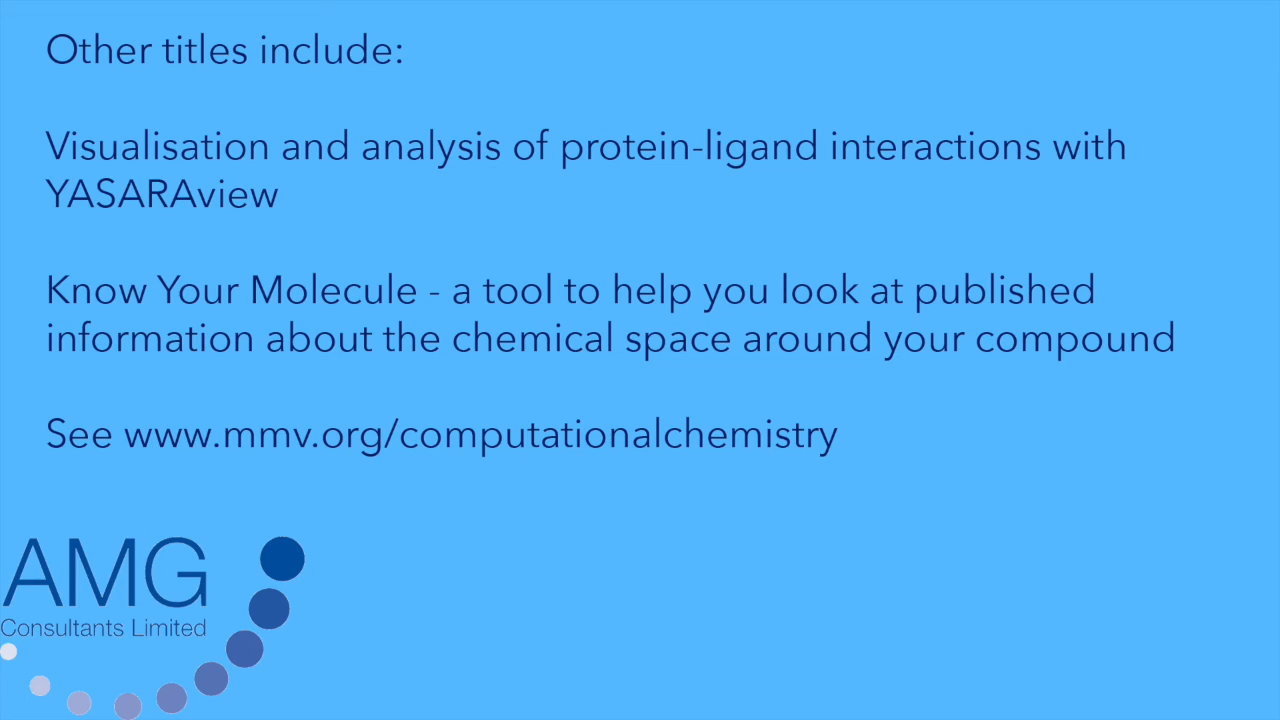 Other titles include:
Visualisation and analysis of protein-ligand interactions with
YASARAview
Know Your Molecule - a tool to help you look at published
information about the chemical space around your compound
See www.mmv.org/computationalchemistry
AMG
Consultants Limited